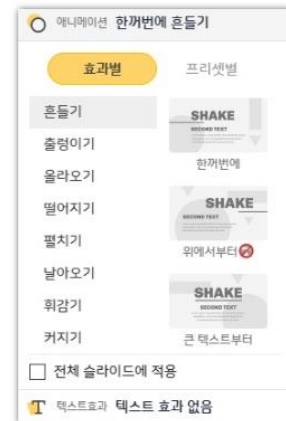 애니메이션 한꺼번에 흔들기
효과별 프리셋별
흔들기
출렁이기
올라오기
떨어지기
펼치기
날아오기
휘감기
커지기
SHAKE
SECOND TEXT
한꺼번에
SHAKE
SECOND TEXT
위에서부터
SHAKE
SECOND TEXT
큰 텍스트부터
전체 슬라이드에 적용
T 텍스트효과 텍스트 효과 없음